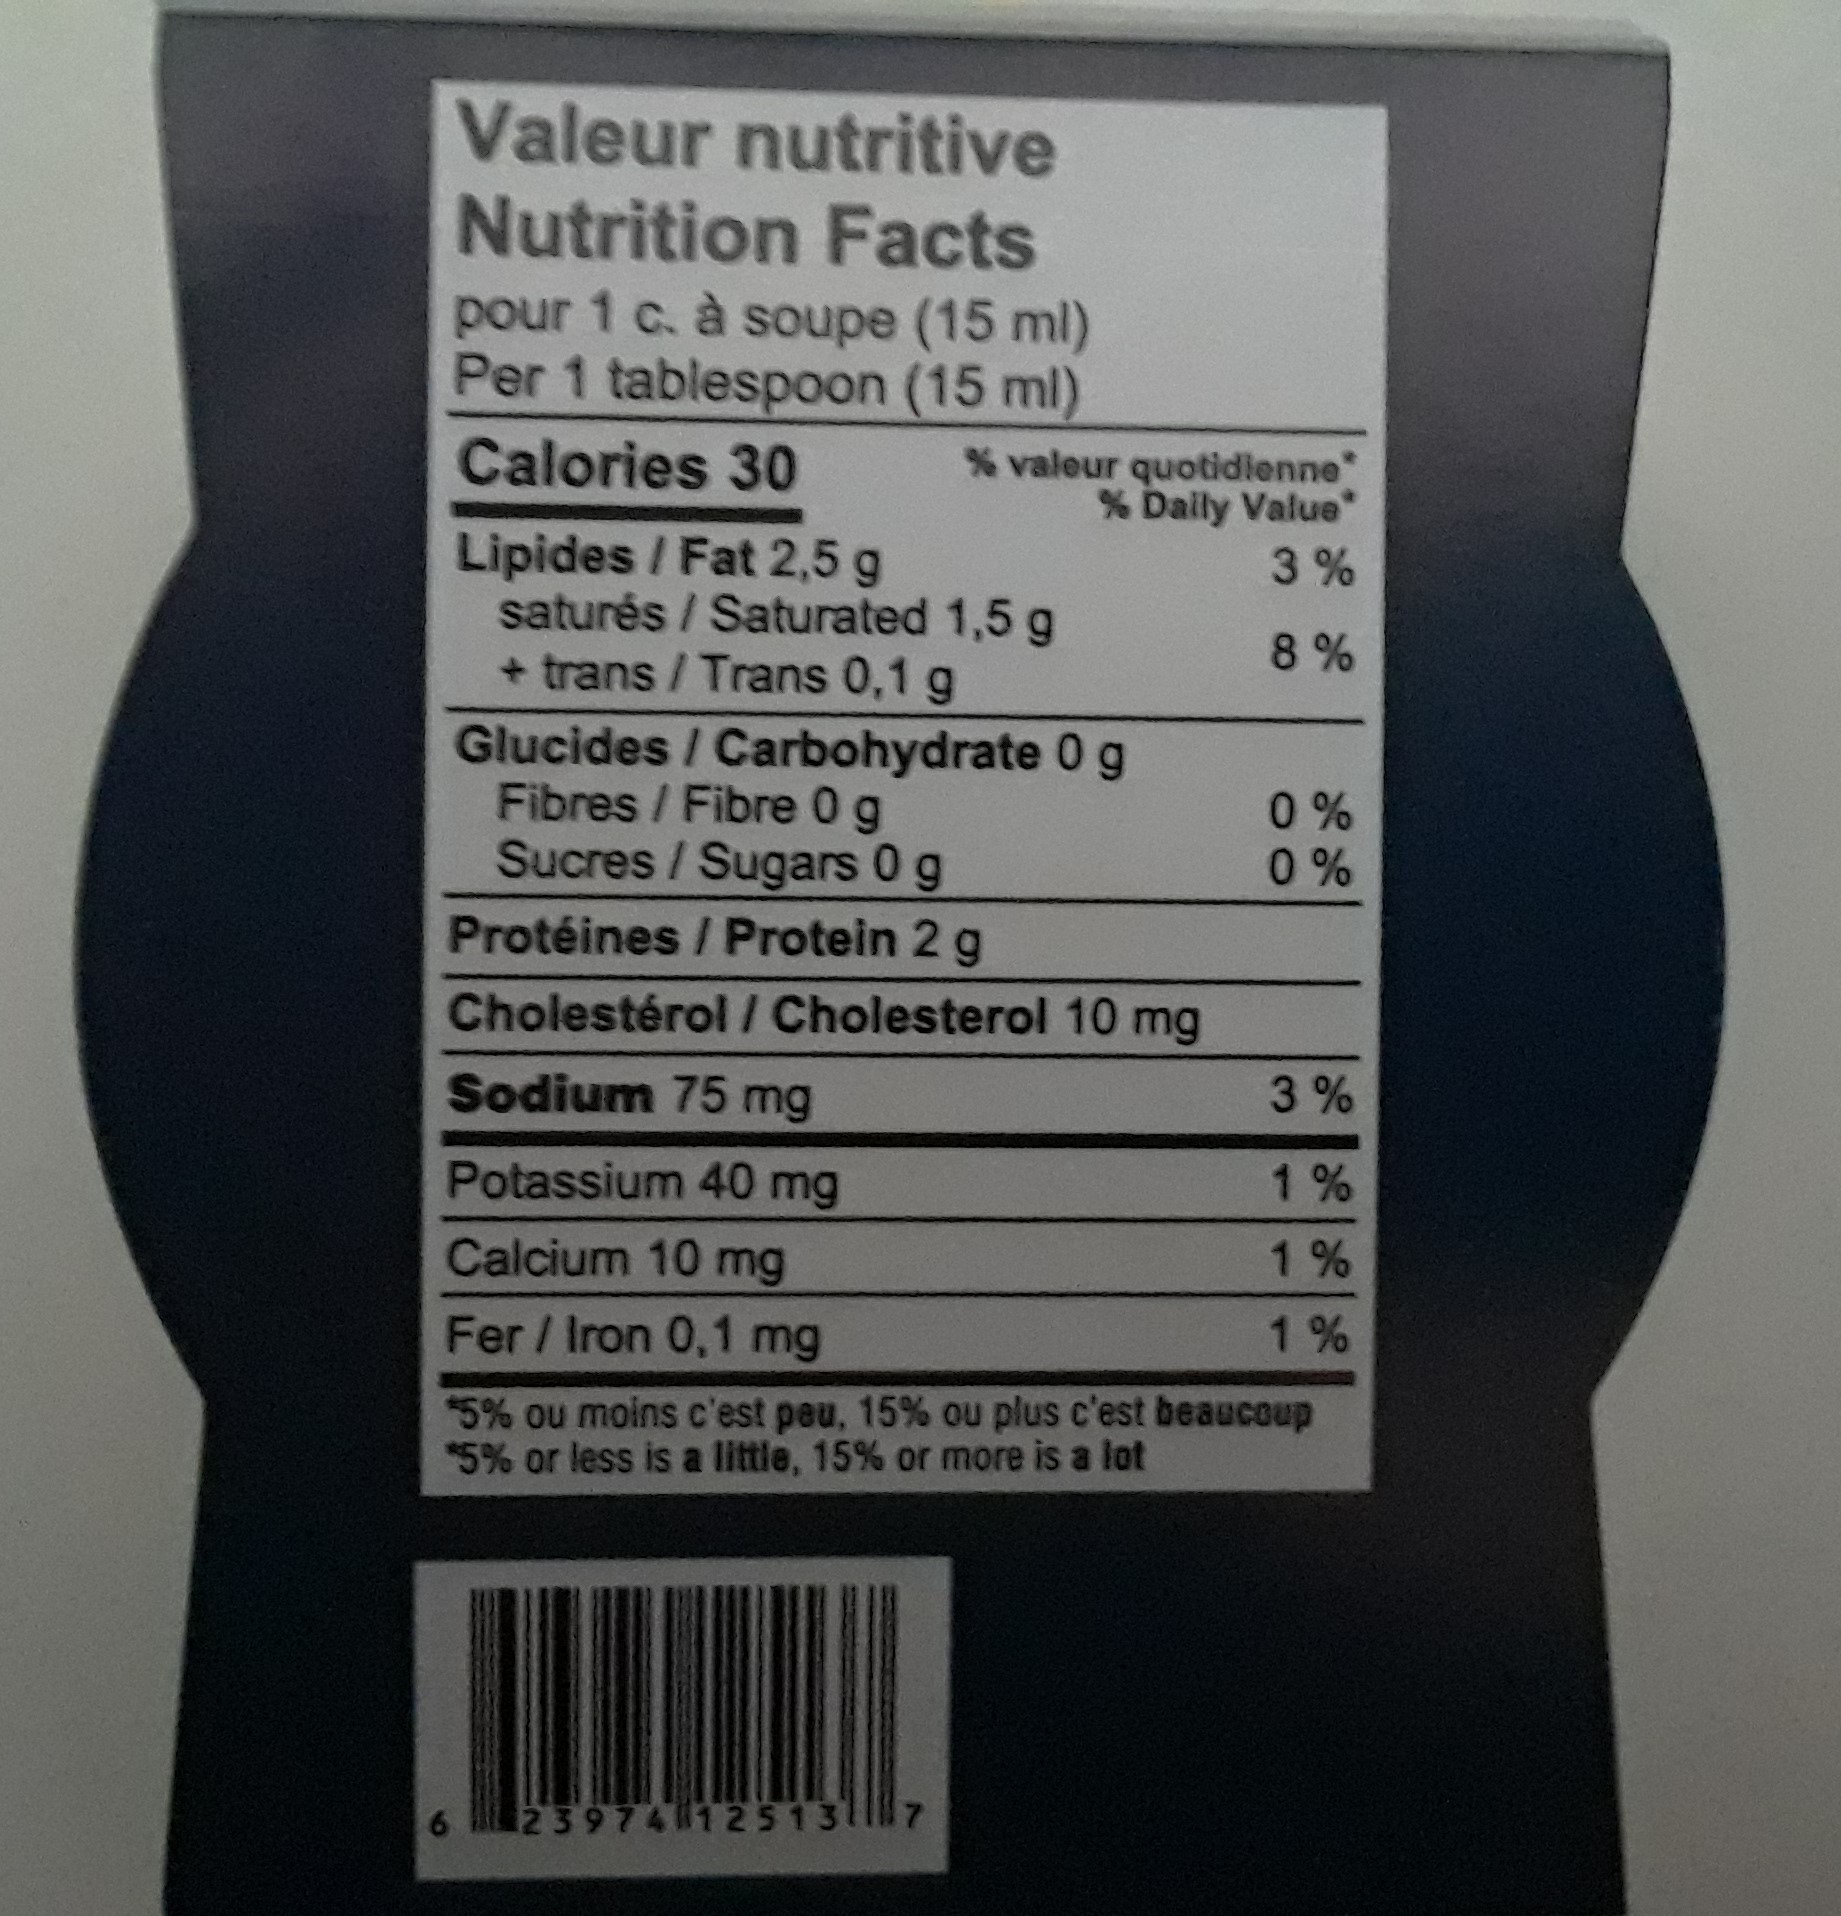 Valeur nutritive
Nutrition Facts
pour 1 c. à soupe (15 ml)
Per 1 tablespoon (15 ml)
Calories 30
% valeur quotidienne*
% Daily Value*
Lipides / Fat 2,5 g 3 %
saturés / Saturated 1,5 g
+ trans / Trans 0,1 g 8 %
Glucides / Carbohydrate 0 g
Fibres / Fibre 0 g 0 %
Sucres / Sugars 0 g 0 %
Protéines / Protein 2 g
Cholestérol / Cholesterol 10 mg
Sodium 75 mg 3 %
Potassium 40 mg 1 %
Calcium 10 mg 1 %
Fer / Iron 0,1 mg 1 %
*5% ou moins c'est peu, 15% ou plus c'est beaucoup
*5% or less is a little, 15% or more is a lot
6 23974 12513 7